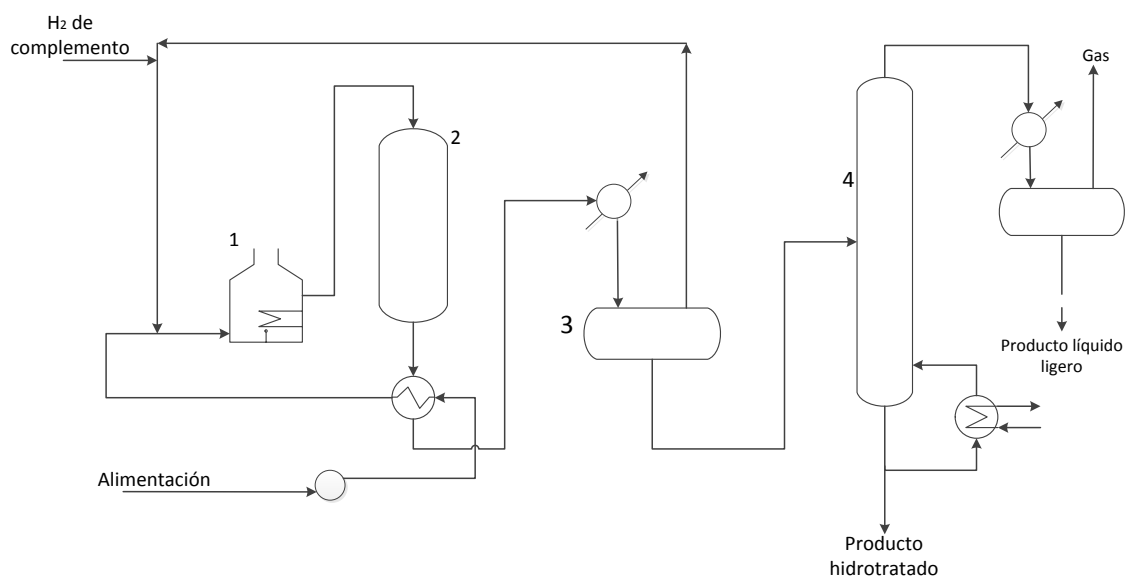 H₂ de
complemento
Gas
2
4
1
3
Producto líquido
ligero
Alimentación
Producto
hidrotratado